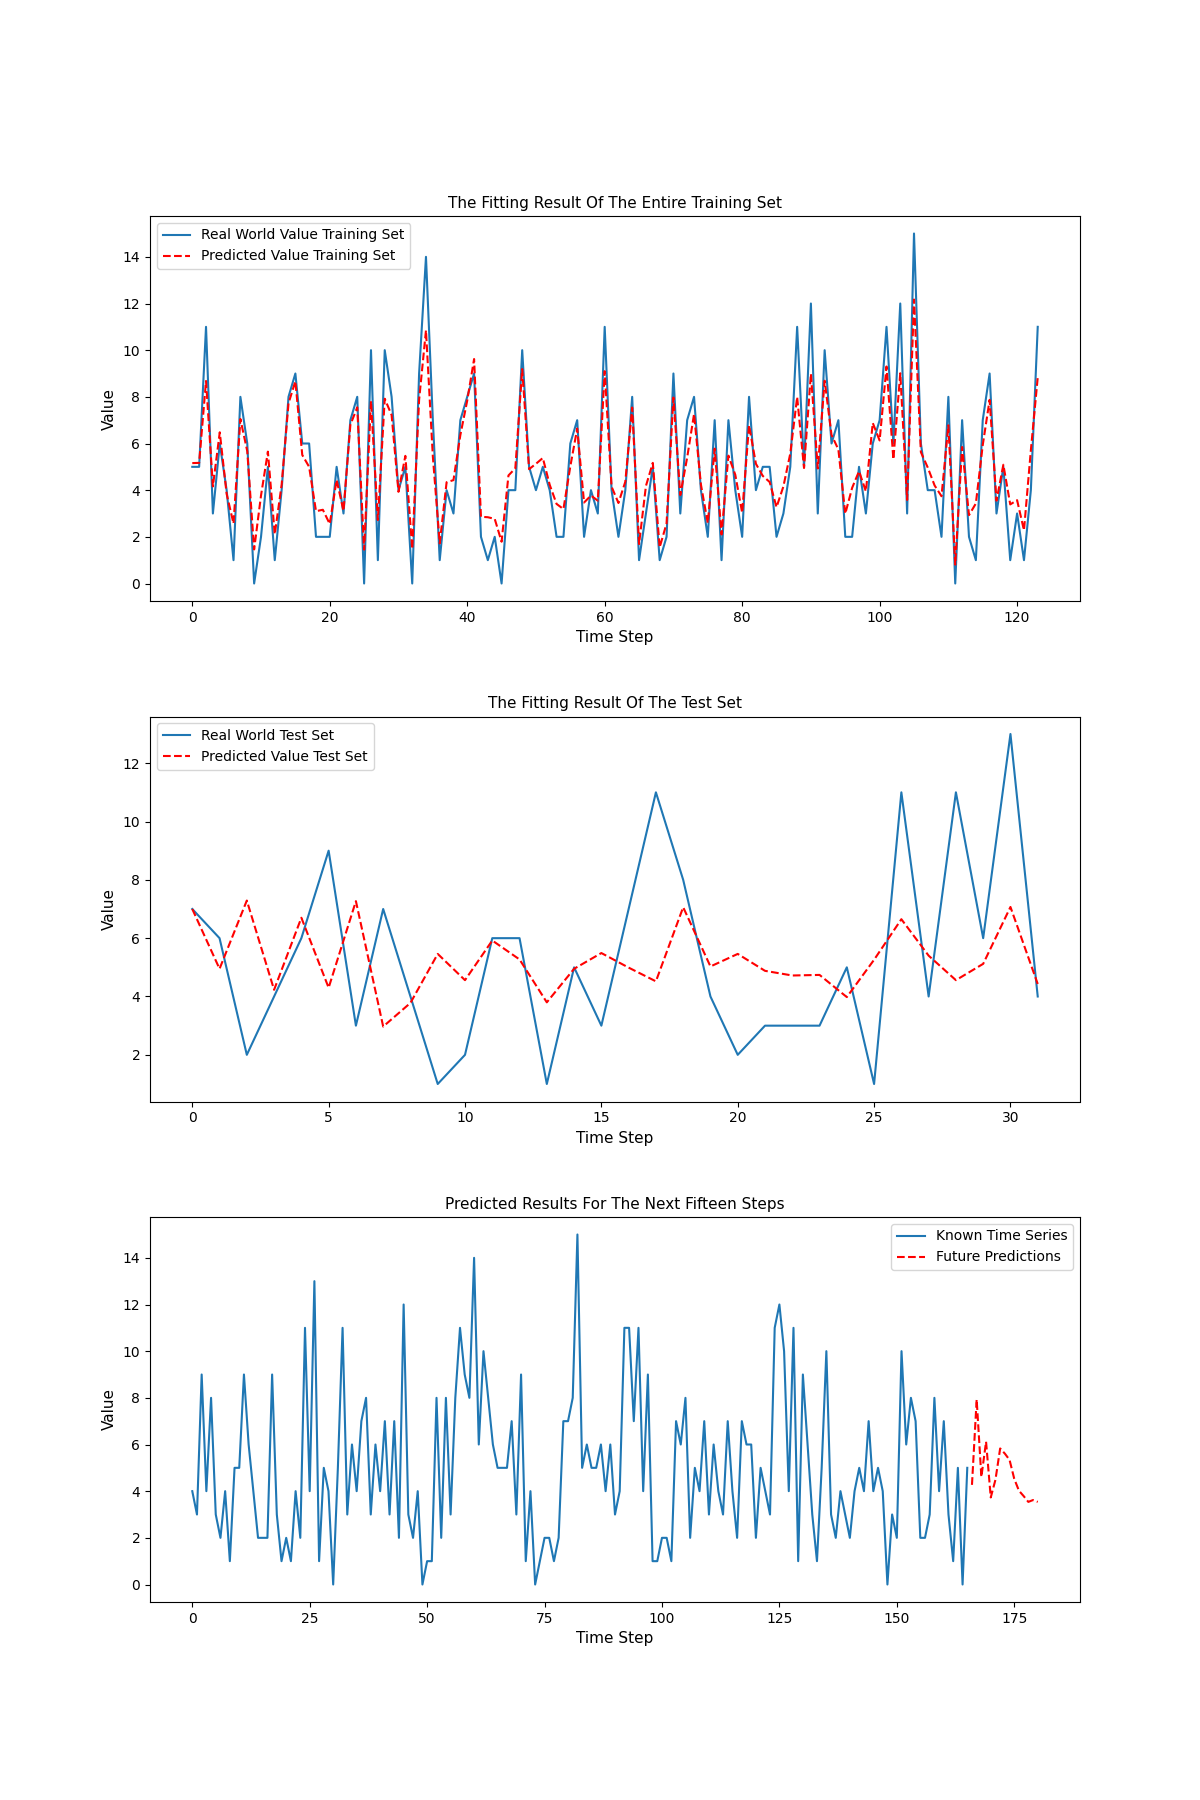 The Fitting Result Of The Entire Training Set
Real World Value Training Set
Predicted Value Training Set
Value
14
12
10
8
6
4
2
0
0 20 40 60 80 100 120
Time Step
The Fitting Result Of The Test Set
Real World Test Set
Predicted Value Test Set
Value
12
10
8
6
4
2
0 5 10 15 20 25 30
Time Step
Predicted Results For The Next Fifteen Steps
Known Time Series
Future Predictions
Value
14
12
10
8
6
4
2
0
0 25 50 75 100 125 150 175
Time Step